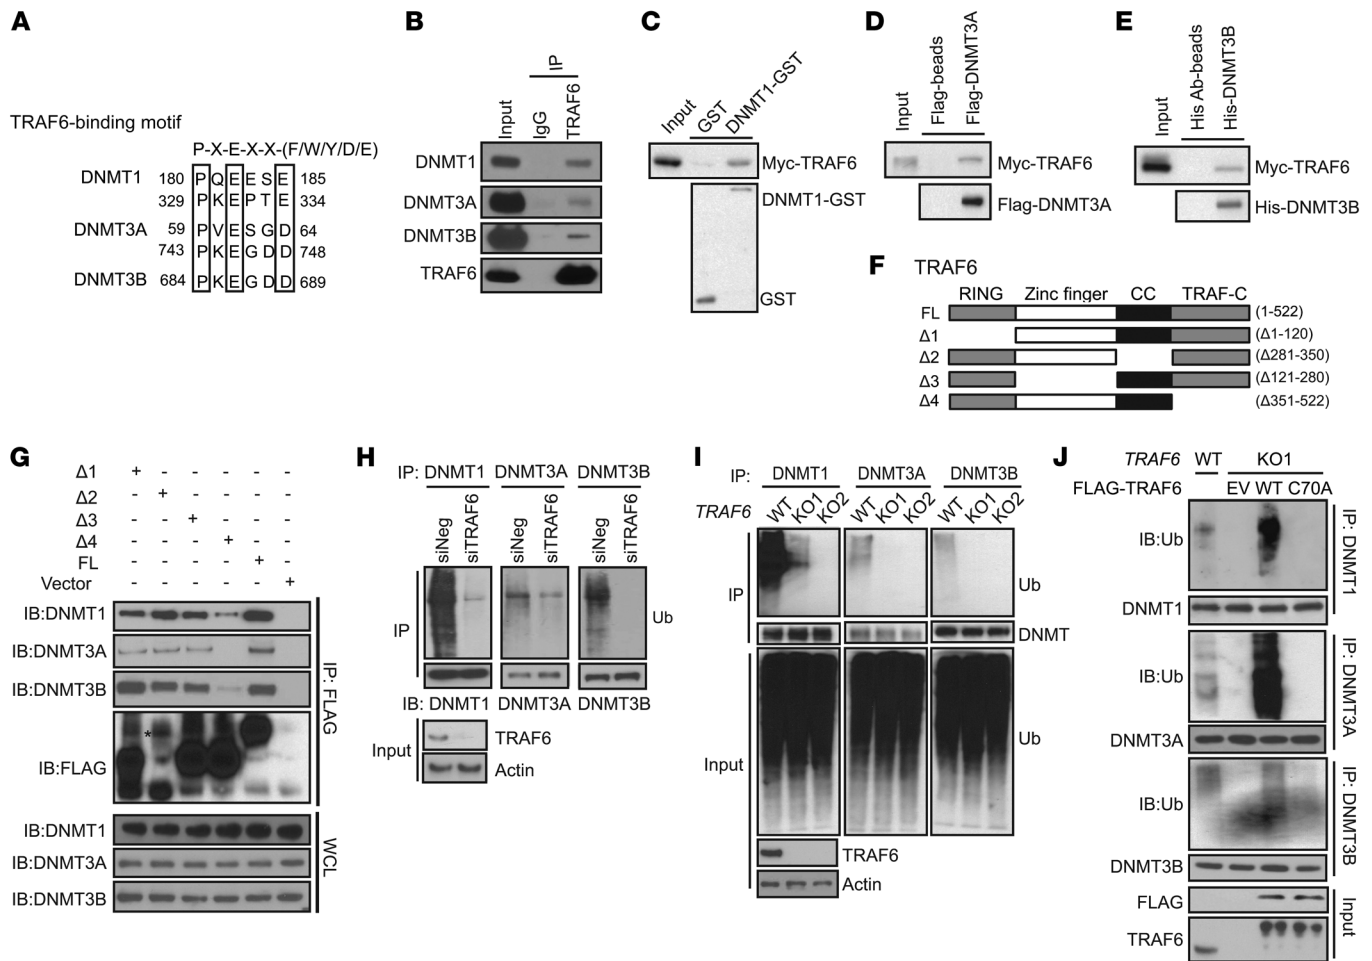 A
TRAF6-binding motif
P-X-E-X-X-(F/W/Y/D/E)
DNMT1 180 P Q E E S E 185
329 P K E P T E 334
DNMT3A 59 P V E S G D 64
743 P K E G D D 748
DNMT3B 684 P K E G D D 689
B
IP
Input IgG TRAF6
DNMT1
DNMT3A
DNMT3B
TRAF6
C
Input GST DNMT1-GST
Myc-TRAF6
DNMT1-GST
GST
D
Input Flag-beads Flag-DNMT3A
Myc-TRAF6
Flag-DNMT3A
E
Input His Ab-beads His-DNMT3B
Myc-TRAF6
His-DNMT3B
F
TRAF6
RING Zinc finger CC TRAF-C
FL (1-522)
Δ1 (Δ1-120)
Δ2 (Δ281-350)
Δ3 (Δ121-280)
Δ4 (Δ351-522)
G
Δ1 + - - - - -
Δ2 - + - - - -
Δ3 - - + - - -
Δ4 - - - + - -
FL - - - - + -
Vector - - - - - +
IB:DNMT1
IB:DNMT3A
IB:DNMT3B
*
IB:FLAG
IP: FLAG
IB:DNMT1
IB:DNMT3A
IB:DNMT3B
WCL
H
IP: DNMT1 DNMT3A DNMT3B
siNeg siTRAF6 siNeg siTRAF6 siNeg siTRAF6
IP
Ub
IB: DNMT1 DNMT3A DNMT3B
Input
TRAF6
Actin
I
IP: DNMT1 DNMT3A DNMT3B
TRAF6 WT KO1 KO2 WT KO1 KO2 WT KO1 KO2
IP
Ub
DNMT
Input
Ub
TRAF6
Actin
J
TRAF6 WT KO1
FLAG-TRAF6 EV WT C70A
IB:Ub
DNMT1
IP: DNMT1
IB:Ub
DNMT3A
IP: DNMT3A
IB:Ub
DNMT3B
IP: DNMT3B
FLAG
TRAF6
Input